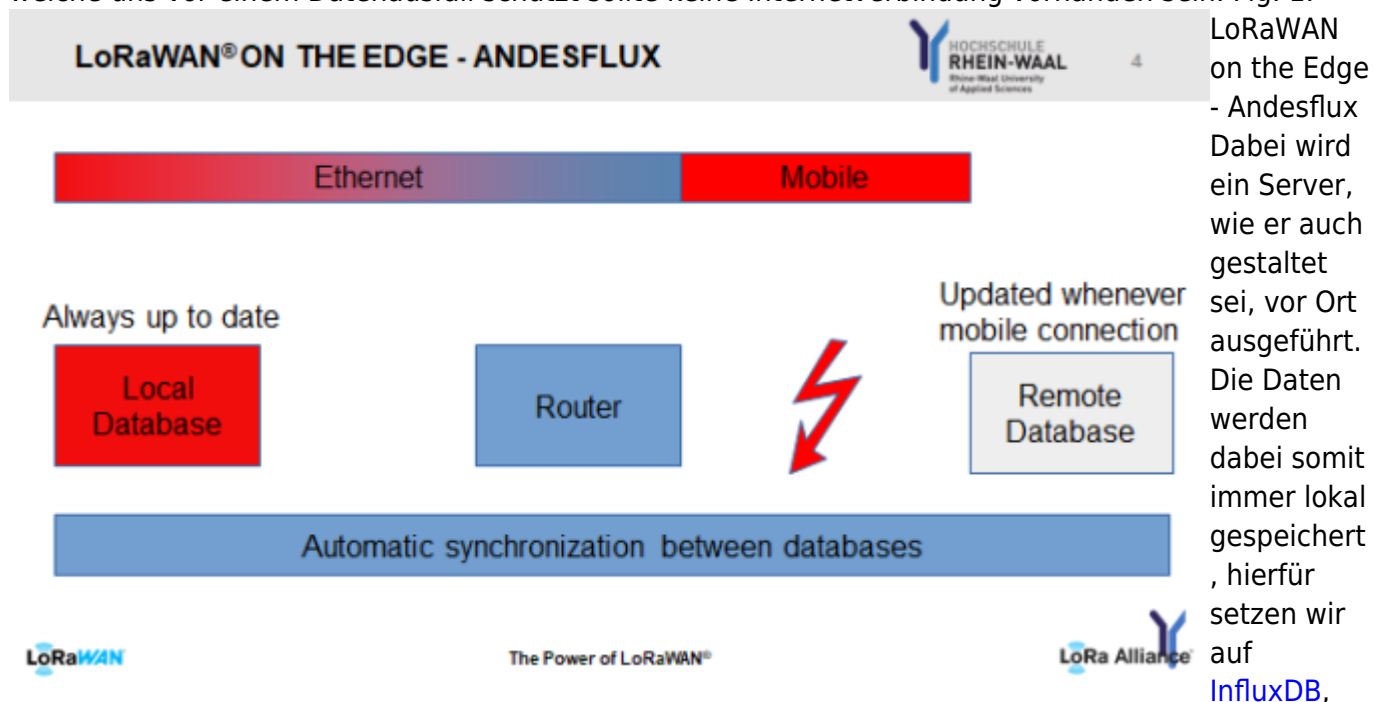 LoRaWAN® ON THE EDGE - ANDESFLUX
HOCHSCHULE
RHEIN-WAAL
Rhine-Waal University
of Applied Sciences
4
Ethernet
Mobile
Always up to date
Updated whenever
mobile connection
Local
Database
Router
Remote
Database
Automatic synchronization between databases
LoRaWAN
The Power of LoRaWAN®
LoRa Alliance
LoRaWAN
on the Edge
- Andesflux
Dabei wird
ein Server,
wie er auch
gestaltet
sei, vor Ort
ausgeführt.
Die Daten
werden
dabei somit
immer lokal
gespeichert
, hierfür
setzen wir
auf
InfluxDB,